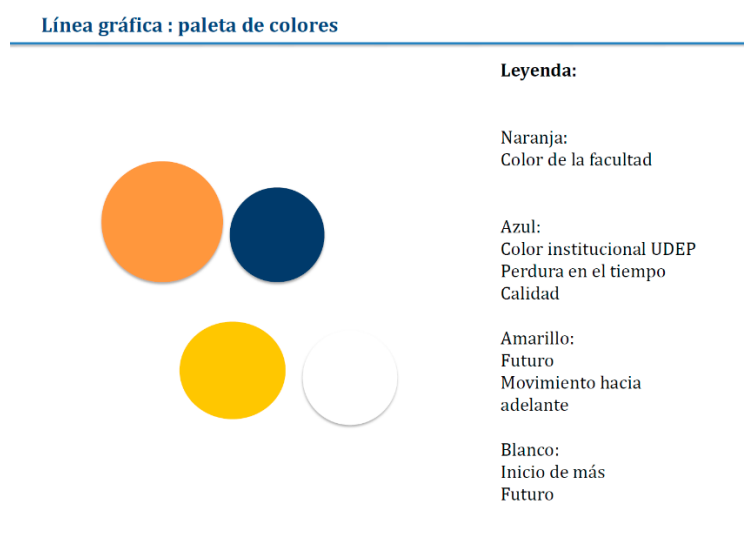 Línea gráfica : paleta de colores
Leyenda:
Naranja:
Color de la facultad
Azul:
Color institucional UDEP
Perdura en el tiempo
Calidad
Amarillo:
Futuro
Movimiento hacia
adelante
Blanco:
Inicio de más
Futuro